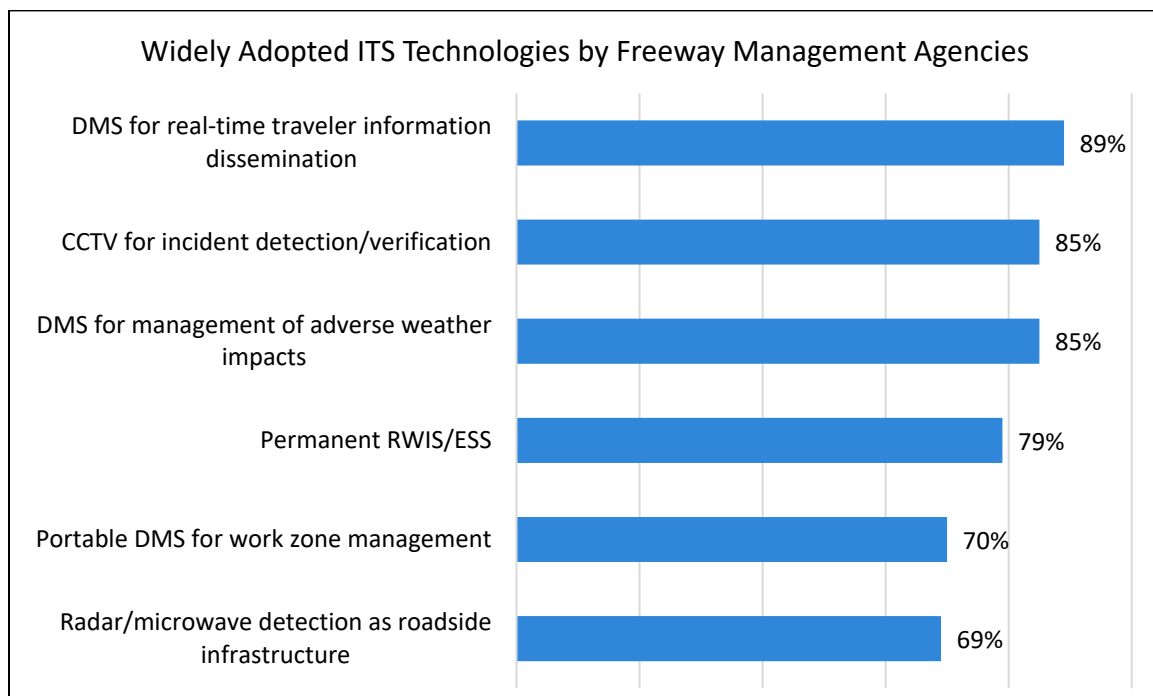 Widely Adopted ITS Technologies by Freeway Management Agencies
DMS for real-time traveler information
dissemination
89%
CCTV for incident detection/verification
85%
DMS for management of adverse weather
impacts
85%
Permanent RWIS/ESS
79%
Portable DMS for work zone management
70%
Radar/microwave detection as roadside
infrastructure
69%